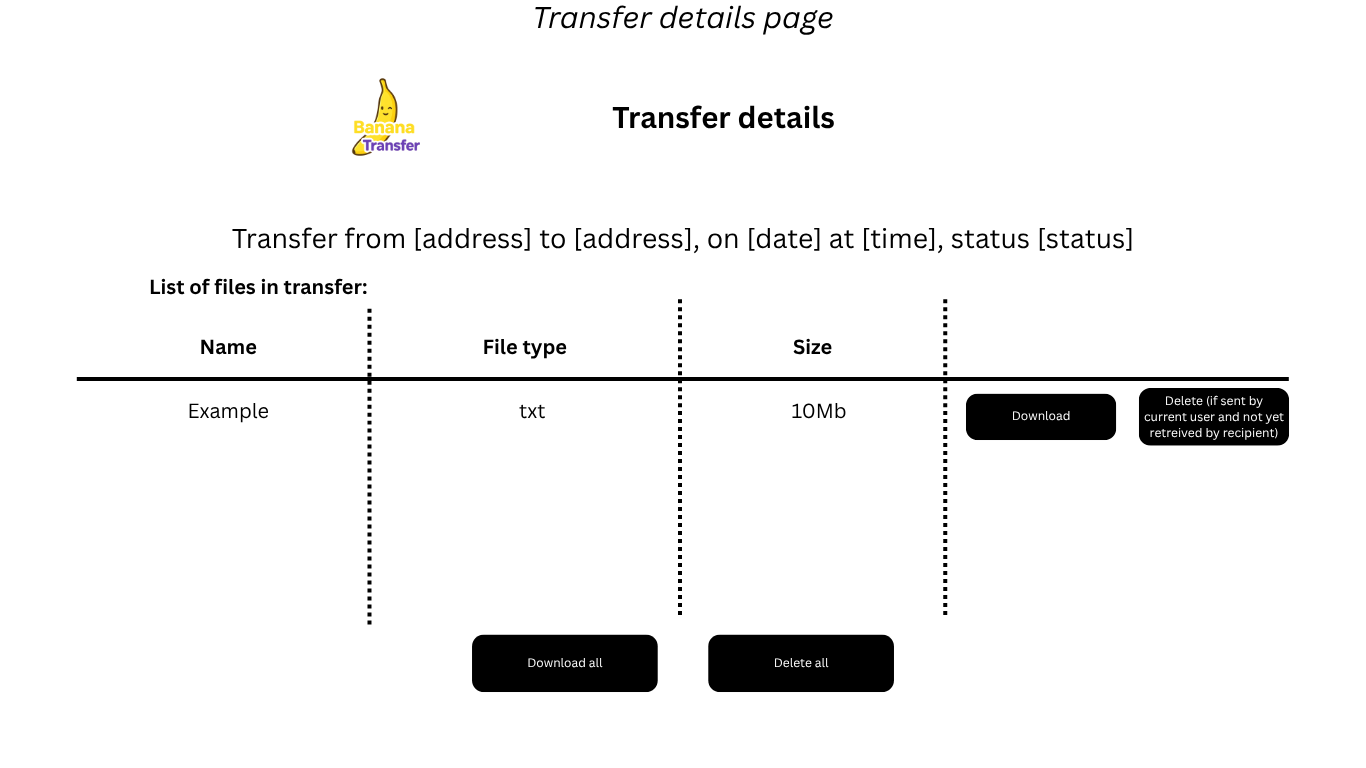 Transfer details page
Banana
Transfer
Transfer details
Transfer from [address] to [address], on [date] at [time], status [status]
List of files in transfer:
Name File type Size
Example txt 10Mb Download
Delete (if sent by
current user and not yet
retreived by recipient)
Download all Delete all